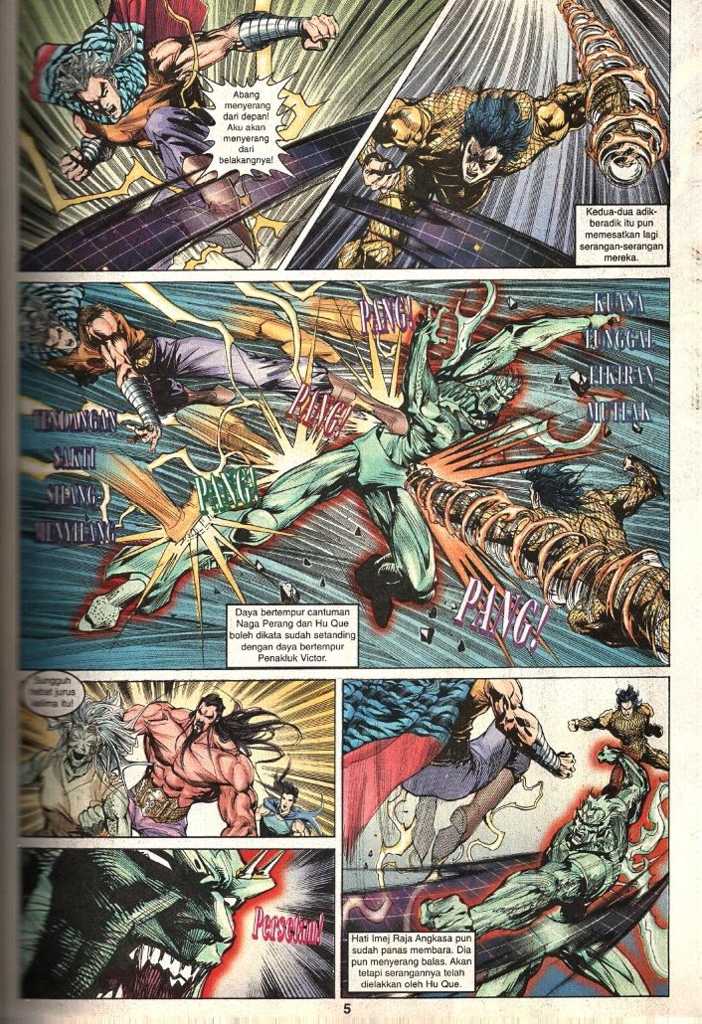 Abang
menyerang
dari depan!
Aku akan
menyerang
dari
belakangnya!
Kedua-dua adik-
beradik itu pun
memesatkan lagi
serangan-serangan
mereka.
PANG!
KUASA
TUNGGAL
FIKIRAN
MUTLAK
PANG!
TENDANGAN
SAKTI
SILANG
MENYILANG
PANG!
PANG!
Daya bertempur cantuman
Naga Perang dan Hu Que
boleh dikata sudah setanding
dengan daya bertempur
Penakluk Victor.
Sungguh
hebat jurus
kelima itu!
Persetan!
Hati Imej Raja Angkasa pun
sudah panas membara. Dia
pun menyerang balas. Akan
tetapi serangannya telah
dielakkan oleh Hu Que.
5